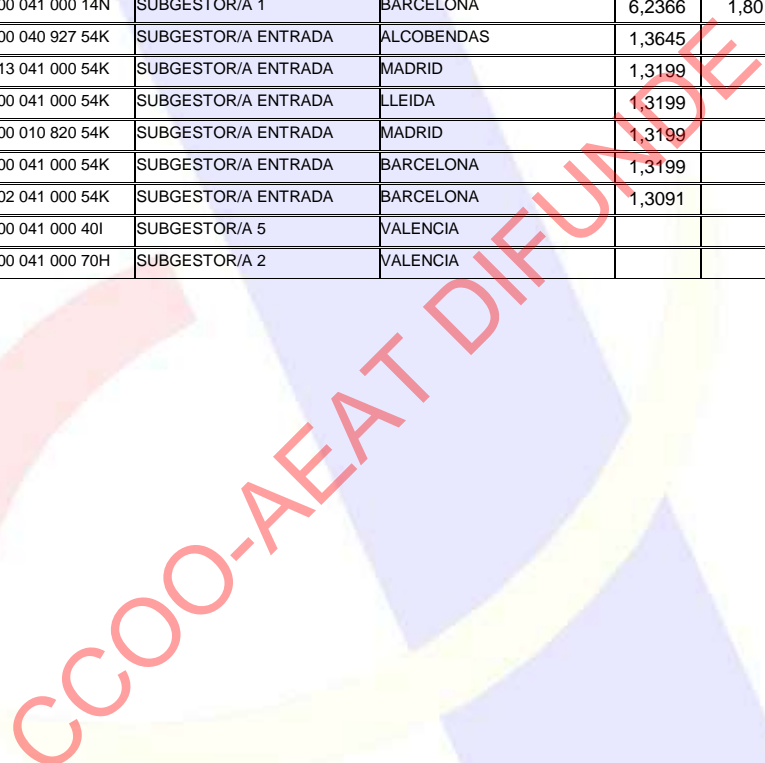 00 041 000 14N SUBGESTOR/A 1 BARCELONA 6,2366 1,80
00 040 927 54K SUBGESTOR/A ENTRADA ALCOBENDAS 1,3645
13 041 000 54K SUBGESTOR/A ENTRADA MADRID 1,3199
00 041 000 54K SUBGESTOR/A ENTRADA LLEIDA 1,3199
00 010 820 54K SUBGESTOR/A ENTRADA MADRID 1,3199
00 041 000 54K SUBGESTOR/A ENTRADA BARCELONA 1,3199
02 041 000 54K SUBGESTOR/A ENTRADA BARCELONA 1,3091
00 041 000 40I SUBGESTOR/A 5 VALENCIA
00 041 000 70H SUBGESTOR/A 2 VALENCIA
CCOO-AEAT DIFUNDE